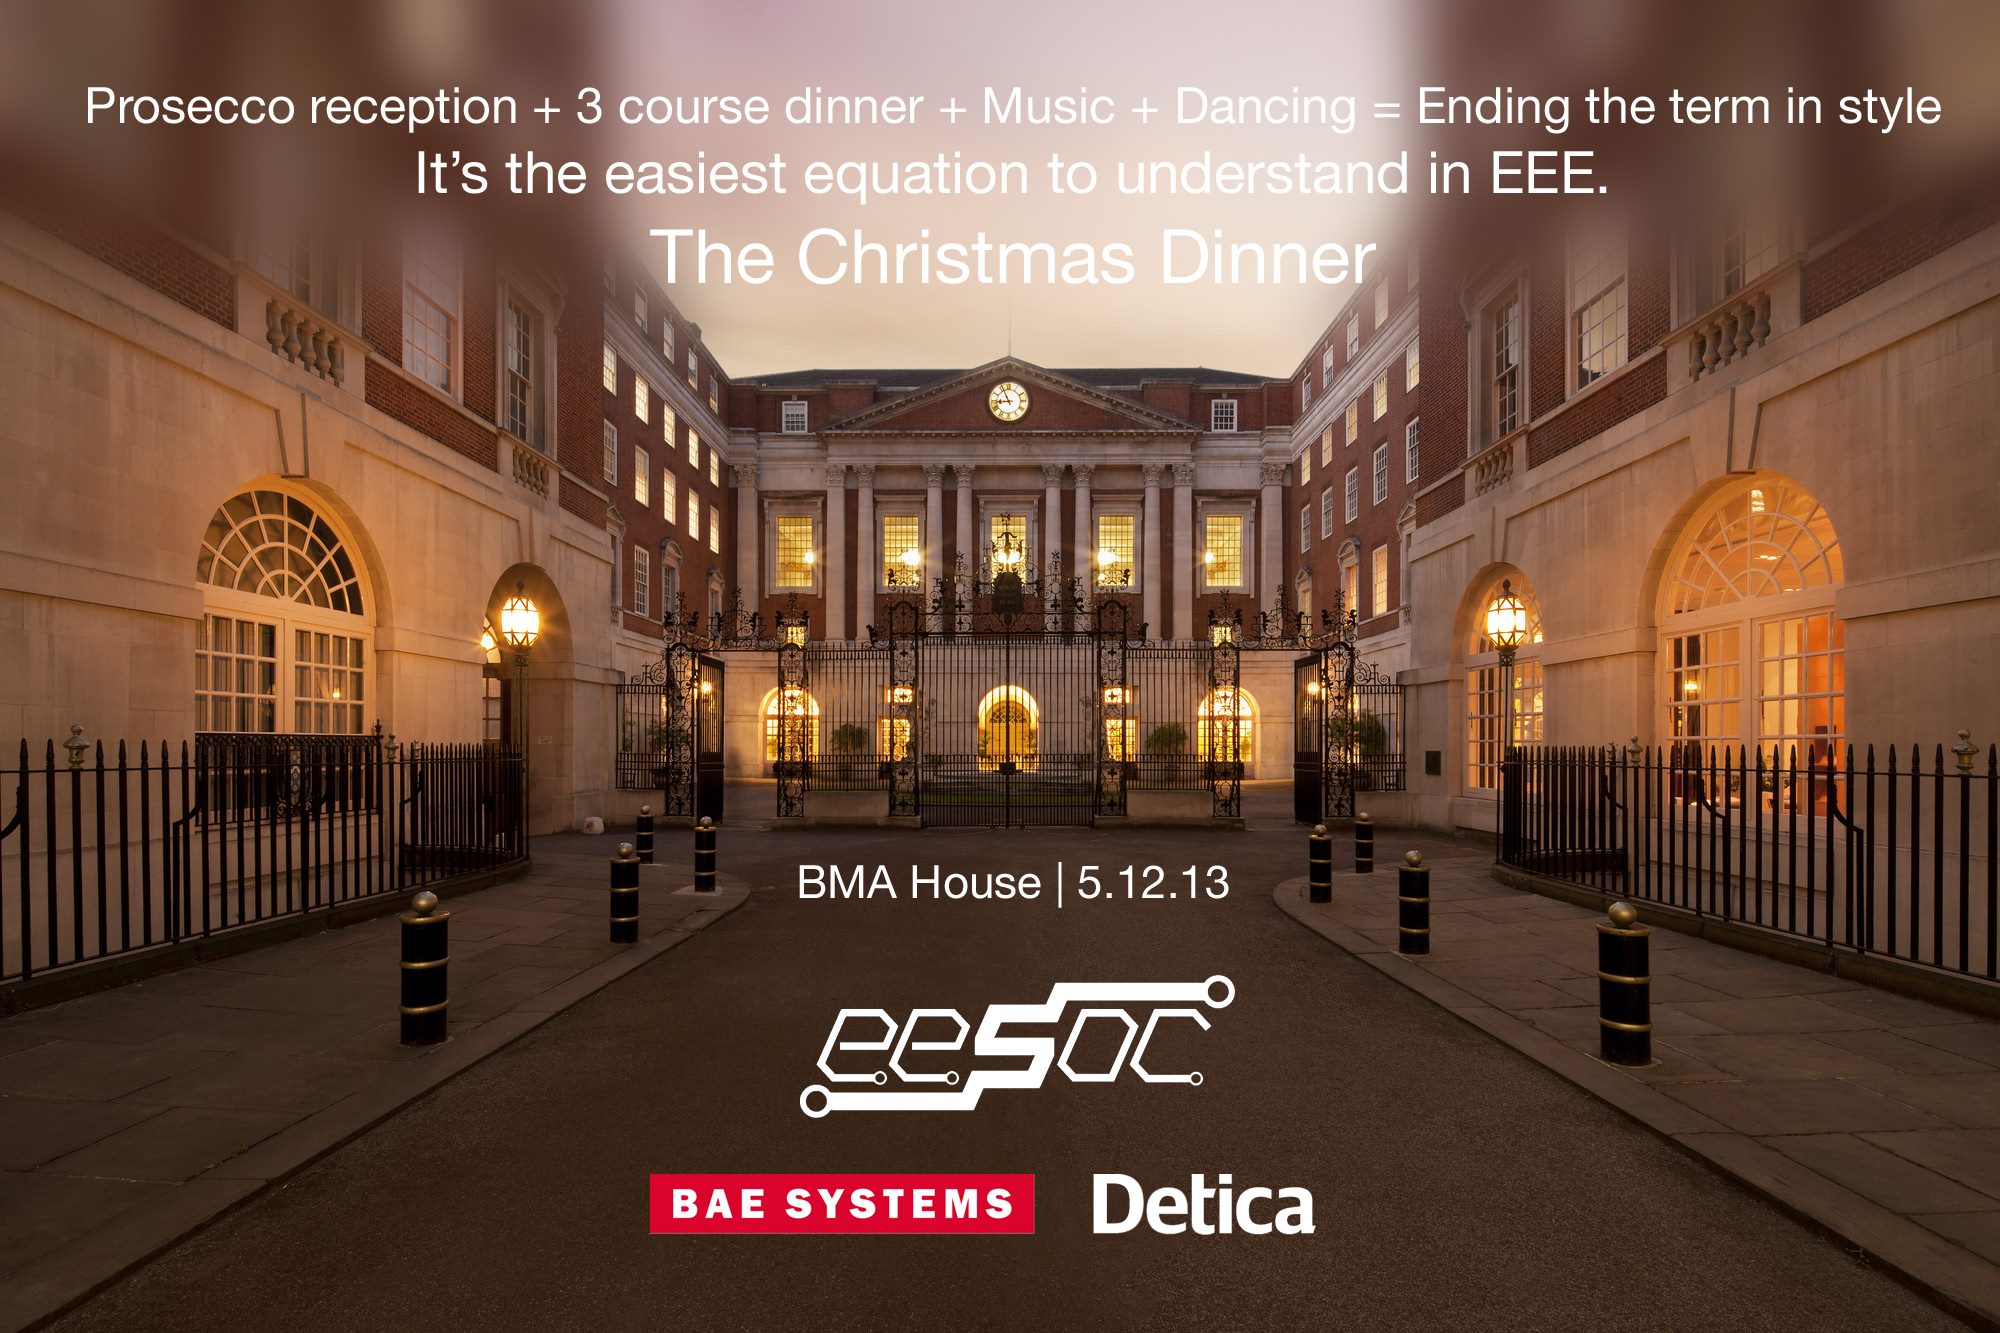 Prosecco reception + 3 course dinner + Music + Dancing = Ending the term in style
It’s the easiest equation to understand in EEE.
The Christmas Dinner
BMA House | 5.12.13
eesoc
BAE SYSTEMS Detica